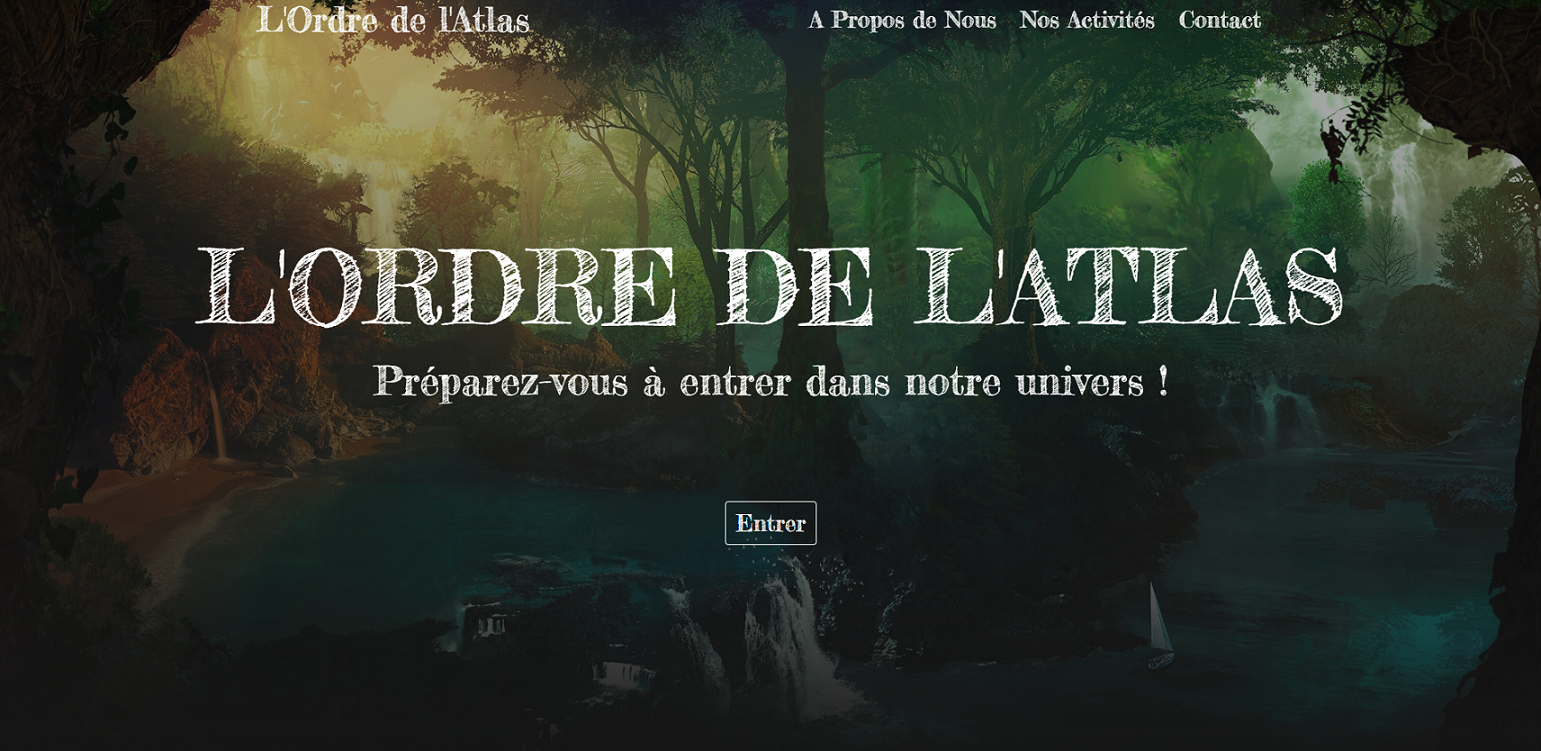 L'Ordre de l'Atlas
A Propos de Nous Nos Activités Contact
L'ORDRE DE L'ATLAS
Préparez-vous à entrer dans notre univers !
Entrer